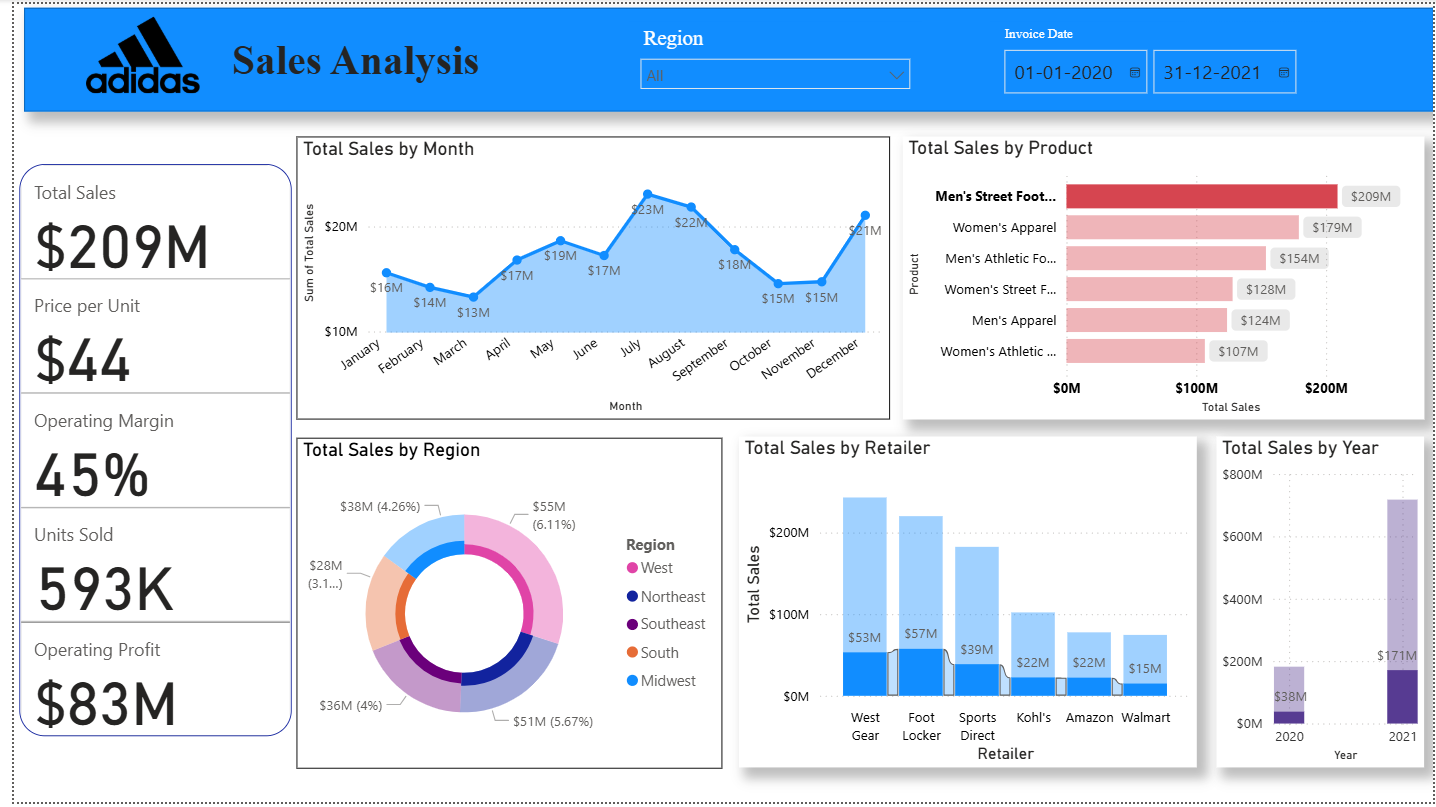 adidas
Sales Analysis
Region
All
Invoice Date
01-01-2020
31-12-2021
Total Sales
$209M
Price per Unit
$44
Operating Margin
45%
Units Sold
593K
Operating Profit
$83M
Total Sales by Month
Sum of Total Sales
$20M
$10M
$16M
$14M
$13M
$17M
$19M
$17M
$23M
$22M
$18M
$15M
$15M
$21M
January
February
March
April
May
June
July
August
September
October
November
December
Month
Total Sales by Product
Product
Men's Street Foot... $209M
Women's Apparel $179M
Men's Athletic Fo... $154M
Women's Street F... $128M
Men's Apparel $124M
Women's Athletic ... $107M
$0M $100M $200M
Total Sales
Total Sales by Region
$38M (4.26%)
$55M
(6.11%)
$28M
(3.1...)
$36M (4%)
$51M (5.67%)
Region
West
Northeast
Southeast
South
Midwest
Total Sales by Retailer
Total Sales
$200M
$100M
$0M
$53M
$57M
$39M
$22M
$22M
$15M
West
Gear
Foot
Locker
Sports
Direct
Kohl's
Amazon
Walmart
Retailer
Total Sales by Year
$800M
$600M
$400M
$200M
$0M
$38M
$171M
2020
2021
Year